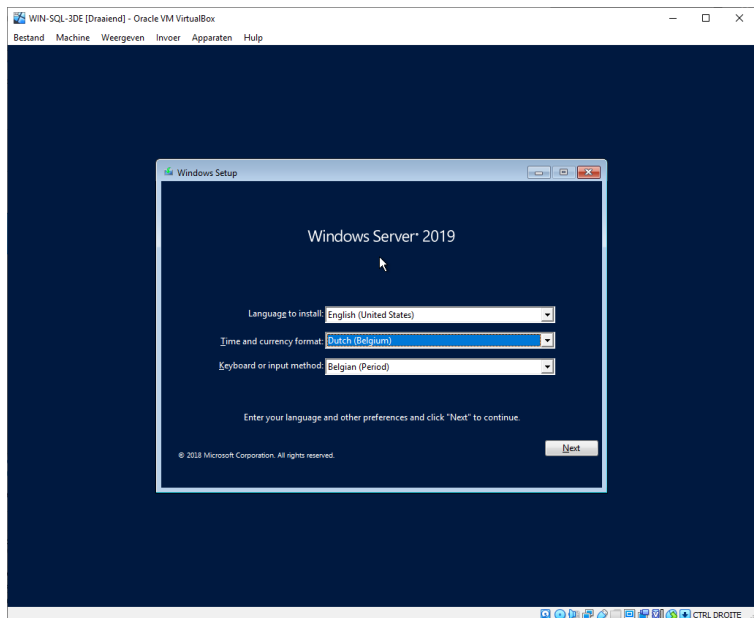 WIN-SQL-3DE [Draaiend] - Oracle VM VirtualBox
Bestand Machine Weergeven Invoer Apparaten Hulp
Windows Setup
Windows Server® 2019
Language to install: English (United States)
Time and currency format: Dutch (Belgium)
Keyboard or input method: Belgian (Period)
Enter your language and other preferences and click "Next" to continue.
Next
© 2018 Microsoft Corporation. All rights reserved.
CTRL DROITE